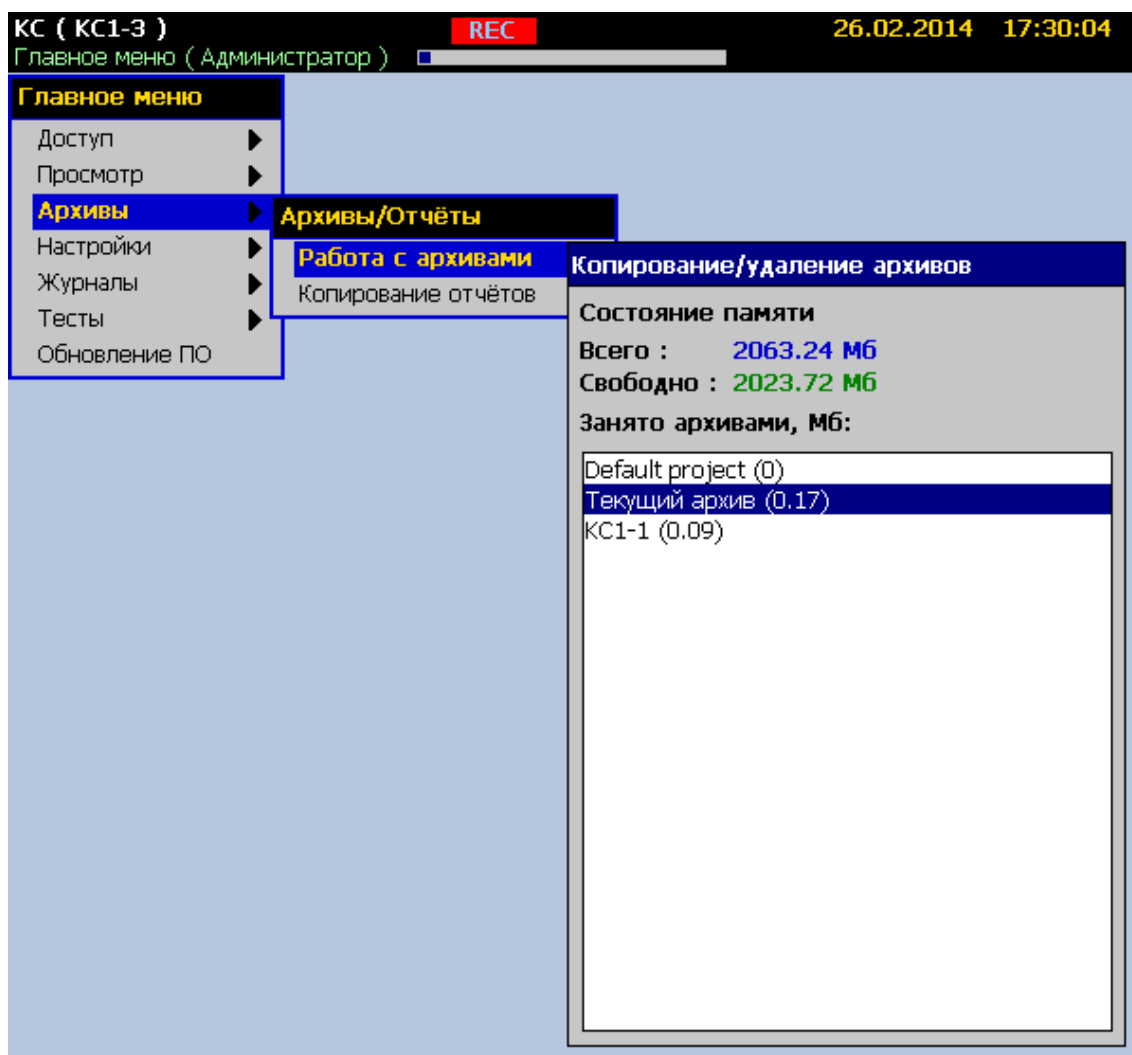 КС ( КС1-3 )
REC
26.02.2014 17:30:04
Главное меню ( Администратор )
Главное меню
Доступ
Просмотр
Архивы
Настройки
Журналы
Тесты
Обновление ПО
Архивы/Отчёты
Работа с архивами
Копирование отчётов
Копирование/удаление архивов
Состояние памяти
Всего : 2063.24 Мб
Свободно : 2023.72 Мб
Занято архивами, Мб:
Default project (0)
Текущий архив (0.17)
КС1-1 (0.09)